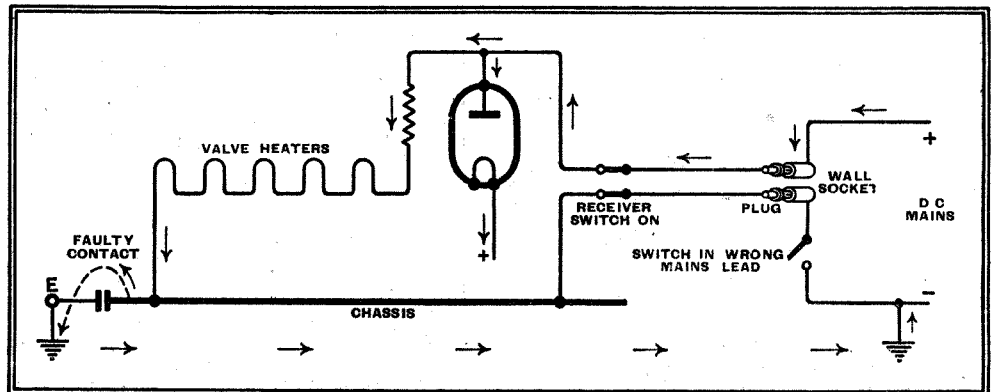 VALVE HEATERS
FAULTY
CONTACT
E
CHASSIS
+
RECEIVER
SWITCH ON
PLUG
WALL
SOCKET
SWITCH IN WRONG
MAINS LEAD
+
D C
MAINS
−